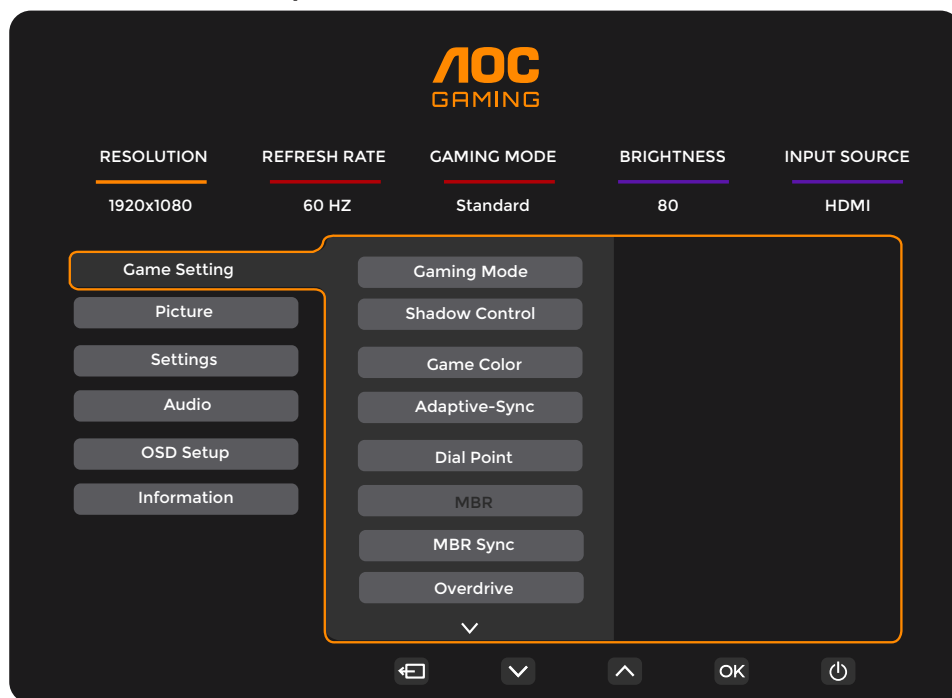 AOC
GAMING
RESOLUTION REFRESH RATE GAMING MODE BRIGHTNESS INPUT SOURCE
1920x1080 60 HZ Standard 80 HDMI
Game Setting
Picture
Settings
Audio
OSD Setup
Information
Gaming Mode
Shadow Control
Game Color
Adaptive-Sync
Dial Point
MBR
MBR Sync
Overdrive
OK